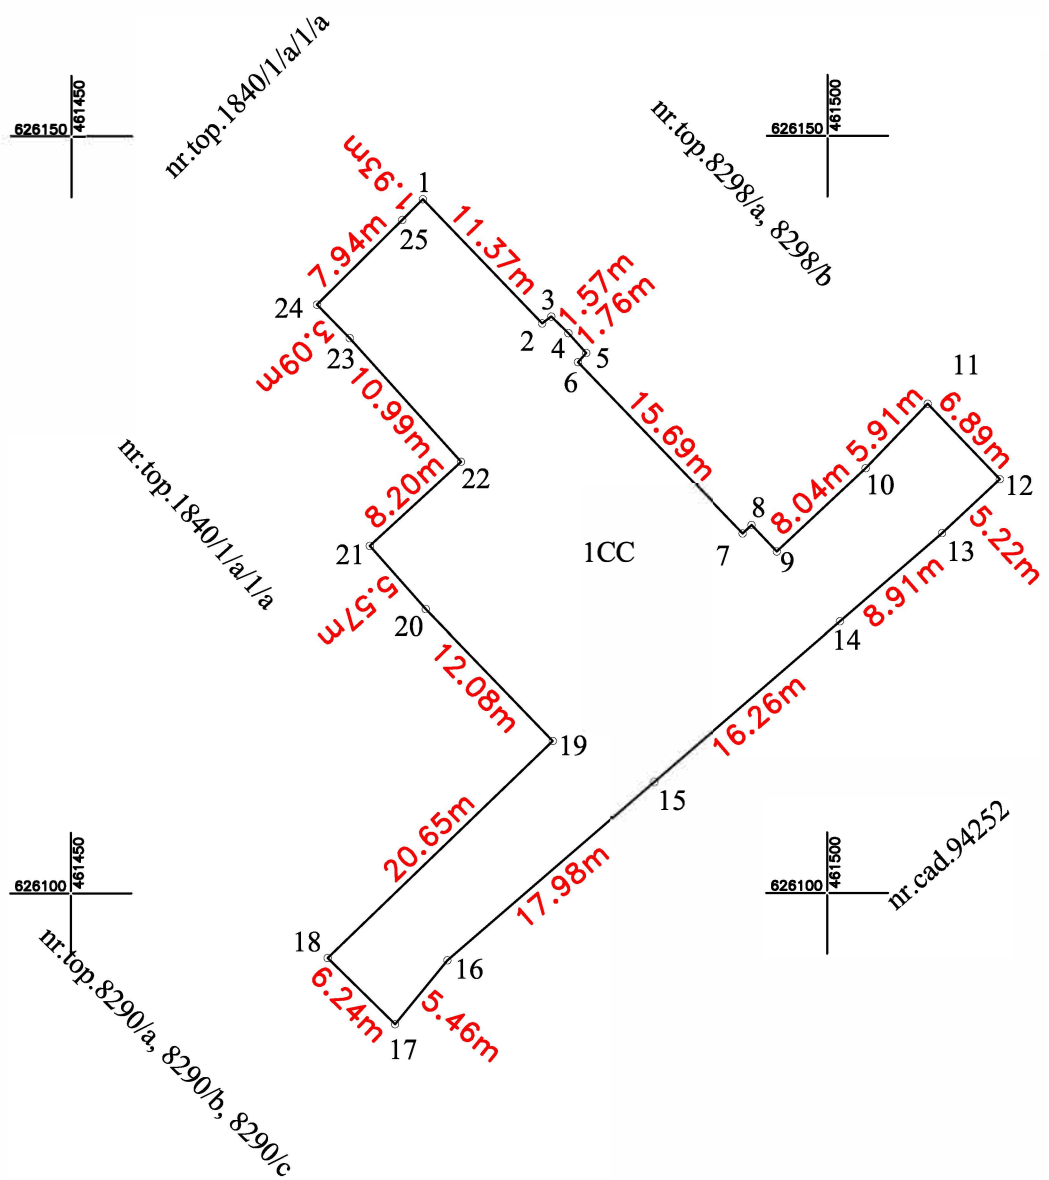 nr.top.1840/1/a/1/a
626150
461450
626150
461500
nr.top.8298/a, 8298/b
1.93m
1
25
11.37m
7.94m
24
3.09m
23
2
3
1.57m
4
1.76m
5
6
10.99m
15.69m
11
5.91m
6.89m
12
10
8.04m
8
7
9
5.22m
13
8.91m
14
22
8.20m
21
nr.top.1840/1/a/1/a
1CC
5.57m
20
12.08m
19
16.26m
15
20.65m
17.98m
18
6.24m
16
5.46m
17
626100
461450
626100
461500
nr.cad.94252
nr.top.8290/a, 8290/b, 8290/c